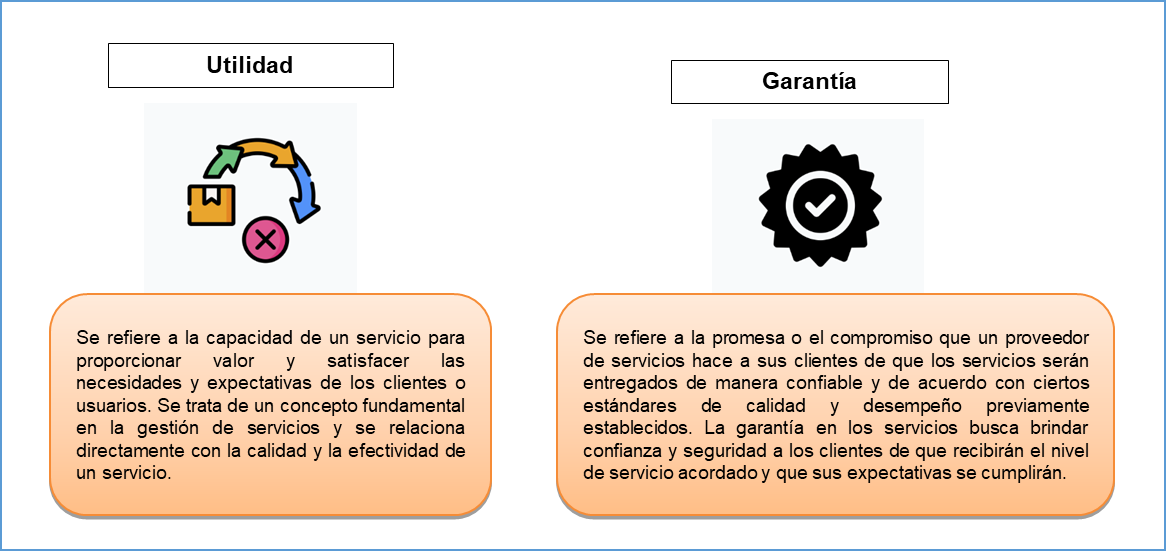 Utilidad
Garantía
Se refiere a la capacidad de un servicio para
proporcionar valor y satisfacer las
necesidades y expectativas de los clientes o
usuarios. Se trata de un concepto fundamental
en la gestión de servicios y se relaciona
directamente con la calidad y la efectividad de
un servicio.
Se refiere a la promesa o el compromiso que un proveedor
de servicios hace a sus clientes de que los servicios serán
entregados de manera confiable y de acuerdo con ciertos
estándares de calidad y desempeño previamente
establecidos. La garantía en los servicios busca brindar
confianza y seguridad a los clientes de que recibirán el nivel
de servicio acordado y que sus expectativas se cumplirán.